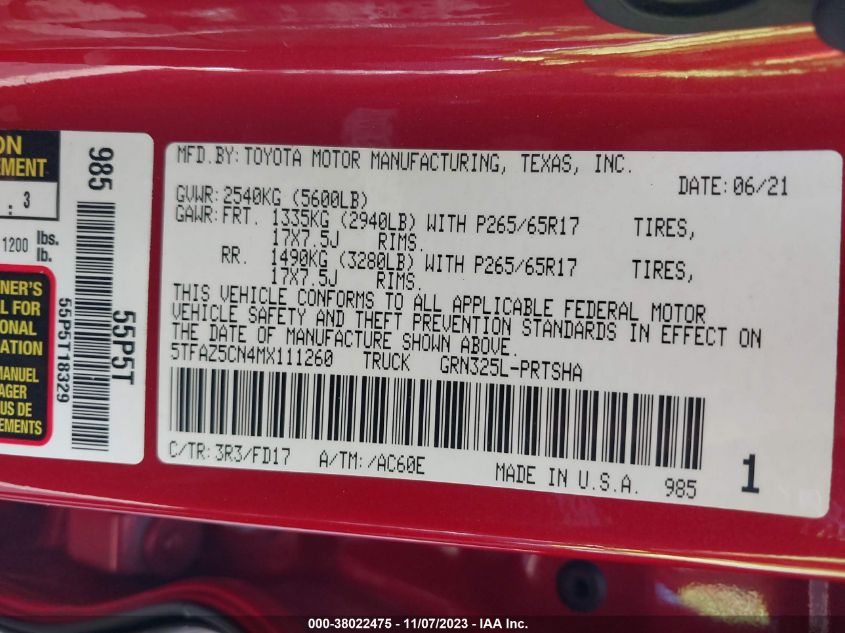 ON
EMENT
: 3
1200 lbs.
lb.
NER'S
L FOR
ONAL
N
MANUEL
AGER
US DE
EMENTS
985
55P5T
55P5T18329
MFD.BY:TOYOTA MOTOR MANUFACTURING, TEXAS, INC.
DATE:06/21
GVWR:2540KG (5600LB)
GAWR:FRT. 1335KG (2940LB) WITH P265/65R17 TIRES,
17X7.5J RIMS.
RR. 1490KG (3280LB) WITH P265/65R17 TIRES,
17X7.5J RIMS.
THIS VEHICLE CONFORMS TO ALL APPLICABLE FEDERAL MOTOR
VEHICLE SAFETY AND THEFT PREVENTION STANDARDS IN EFFECT ON
THE DATE OF MANUFACTURE SHOWN ABOVE.
5TFAZ5CN4MX111260 TRUCK GRN325L-PRTSHA
C/TR:3R3/FD17 A/TM:/AC60E MADE IN U.S.A. 985 1
000-38022475 - 11/07/2023 - IAA Inc.